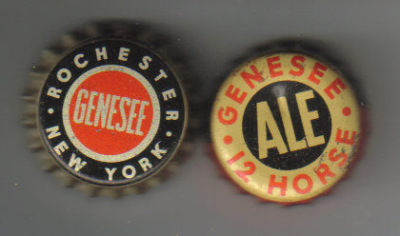 · ROCHESTER ·
GENESEE
NEW YORK
GENESEE
ALE
· 12 HORSE ·